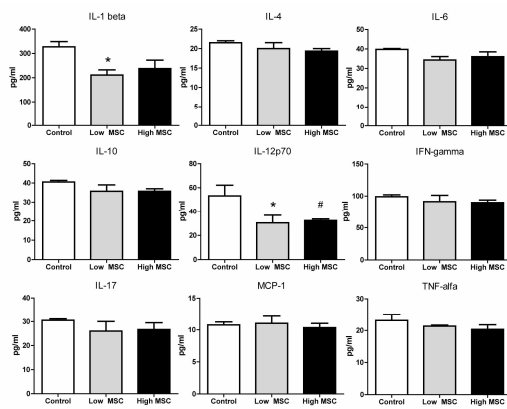 IL-1 beta
pg/ml
400
300
200
100
0
*
Control Low MSC High MSC
IL-4
pg/ml
25
20
15
10
5
0
Control Low MSC High MSC
IL-6
pg/ml
50
40
30
20
10
0
Control Low MSC High MSC
IL-10
pg/ml
50
40
30
20
10
0
Control Low MSC High MSC
IL-12p70
pg/ml
80
60
40
20
0
* #
Control Low MSC High MSC
IFN-gamma
pg/ml
150
100
50
0
Control Low MSC High MSC
IL-17
pg/ml
40
30
20
10
0
Control Low MSC High MSC
MCP-1
pg/ml
15
10
5
0
Control Low MSC High MSC
TNF-alfa
pg/ml
30
20
10
0
Control Low MSC High MSC